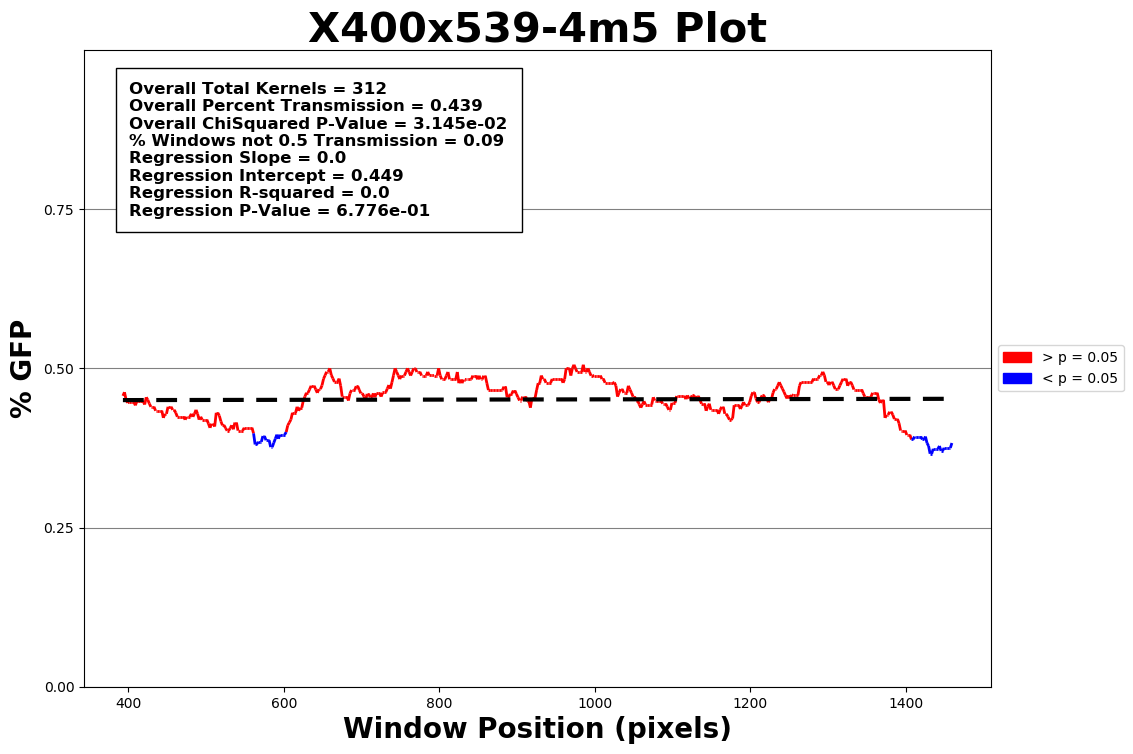 X400x539-4m5 Plot
Overall Total Kernels = 312
Overall Percent Transmission = 0.439
Overall ChiSquared P-Value = 3.145e-02
% Windows not 0.5 Transmission = 0.09
Regression Slope = 0.0
Regression Intercept = 0.449
Regression R-squared = 0.0
Regression P-Value = 6.776e-01
0.75
0.50
0.25
0.00
% GFP
> p = 0.05
< p = 0.05
400 600 800 1000 1200 1400
Window Position (pixels)